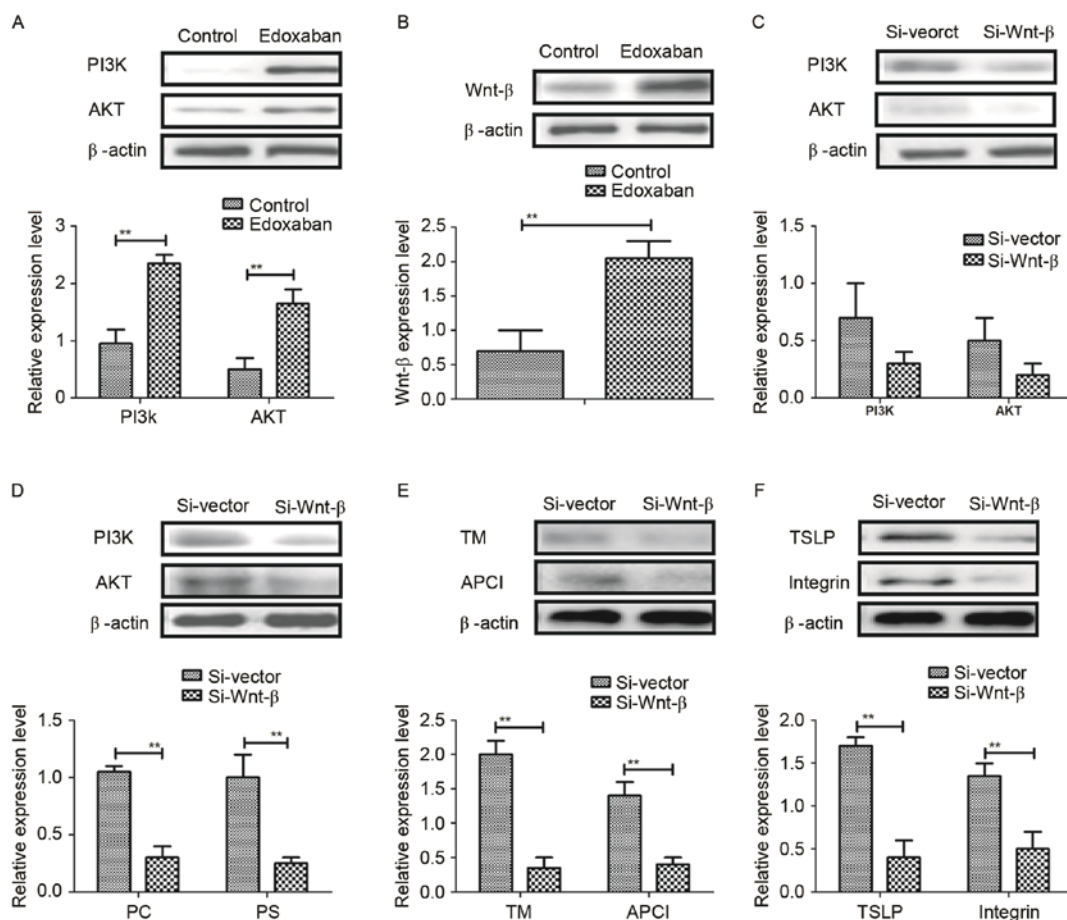 A
Control Edoxaban
PI3K
AKT
β-actin
Control
Edoxaban
Relative expression level
3
2
1
0
**
**
PI3k AKT
B
Control Edoxaban
Wnt-β
β-actin
Control
Edoxaban
Wnt-β expression level
2.5
2.0
1.5
1.0
0.5
0.0
**
C
Si-veorct Si-Wnt-β
PI3K
AKT
β-actin
Si-vector
Si-Wnt-β
Relative expression level
1.5
1.0
0.5
0.0
PI3K AKT
D
Si-vector Si-Wnt-β
PI3K
AKT
β-actin
Si-vector
Si-Wnt-β
Relative expression level
1.5
1.0
0.5
0.0
**
**
PC PS
E
Si-vector Si-Wnt-β
TM
APCI
β-actin
Si-vector
Si-Wnt-β
Relative expression level
2.5
2.0
1.5
1.0
0.5
0.0
**
**
TM APCI
F
Si-vector Si-Wnt-β
TSLP
Integrin
β-actin
Si-vector
Si-Wnt-β
Relative expression level
2.0
1.5
1.0
0.5
0.0
**
**
TSLP Integrin